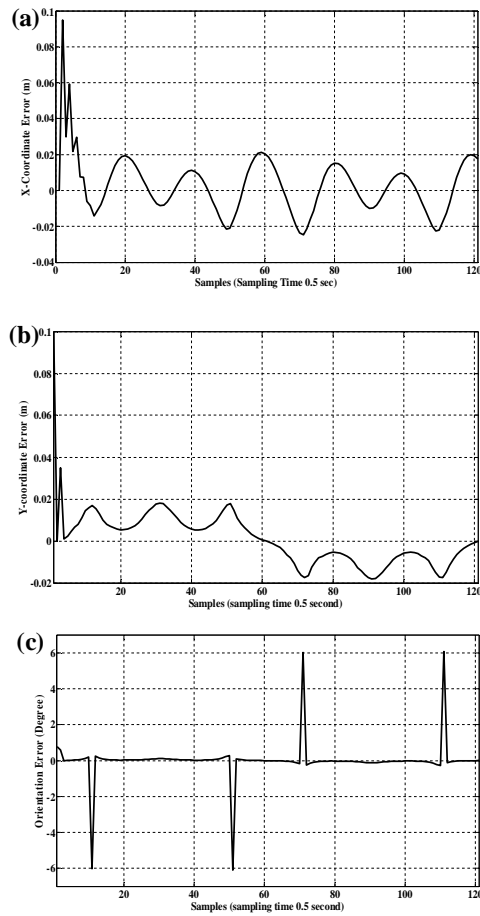 (a)
0.1
0.08
0.06
0.04
0.02
0
-0.02
-0.04
X-Coordinate Error (m)
0 20 40 60 80 100 120
Samples (Sampling Time 0.5 sec)
(b)
0.1
0.08
0.06
0.04
0.02
0
-0.02
Y-coordinate Error (m)
20 40 60 80 100 120
Samples (sampling time 0.5 second)
(c)
6
4
2
0
-2
-4
-6
Orientation Error (Degree)
20 40 60 80 100 120
Samples (sampling time 0.5 second)